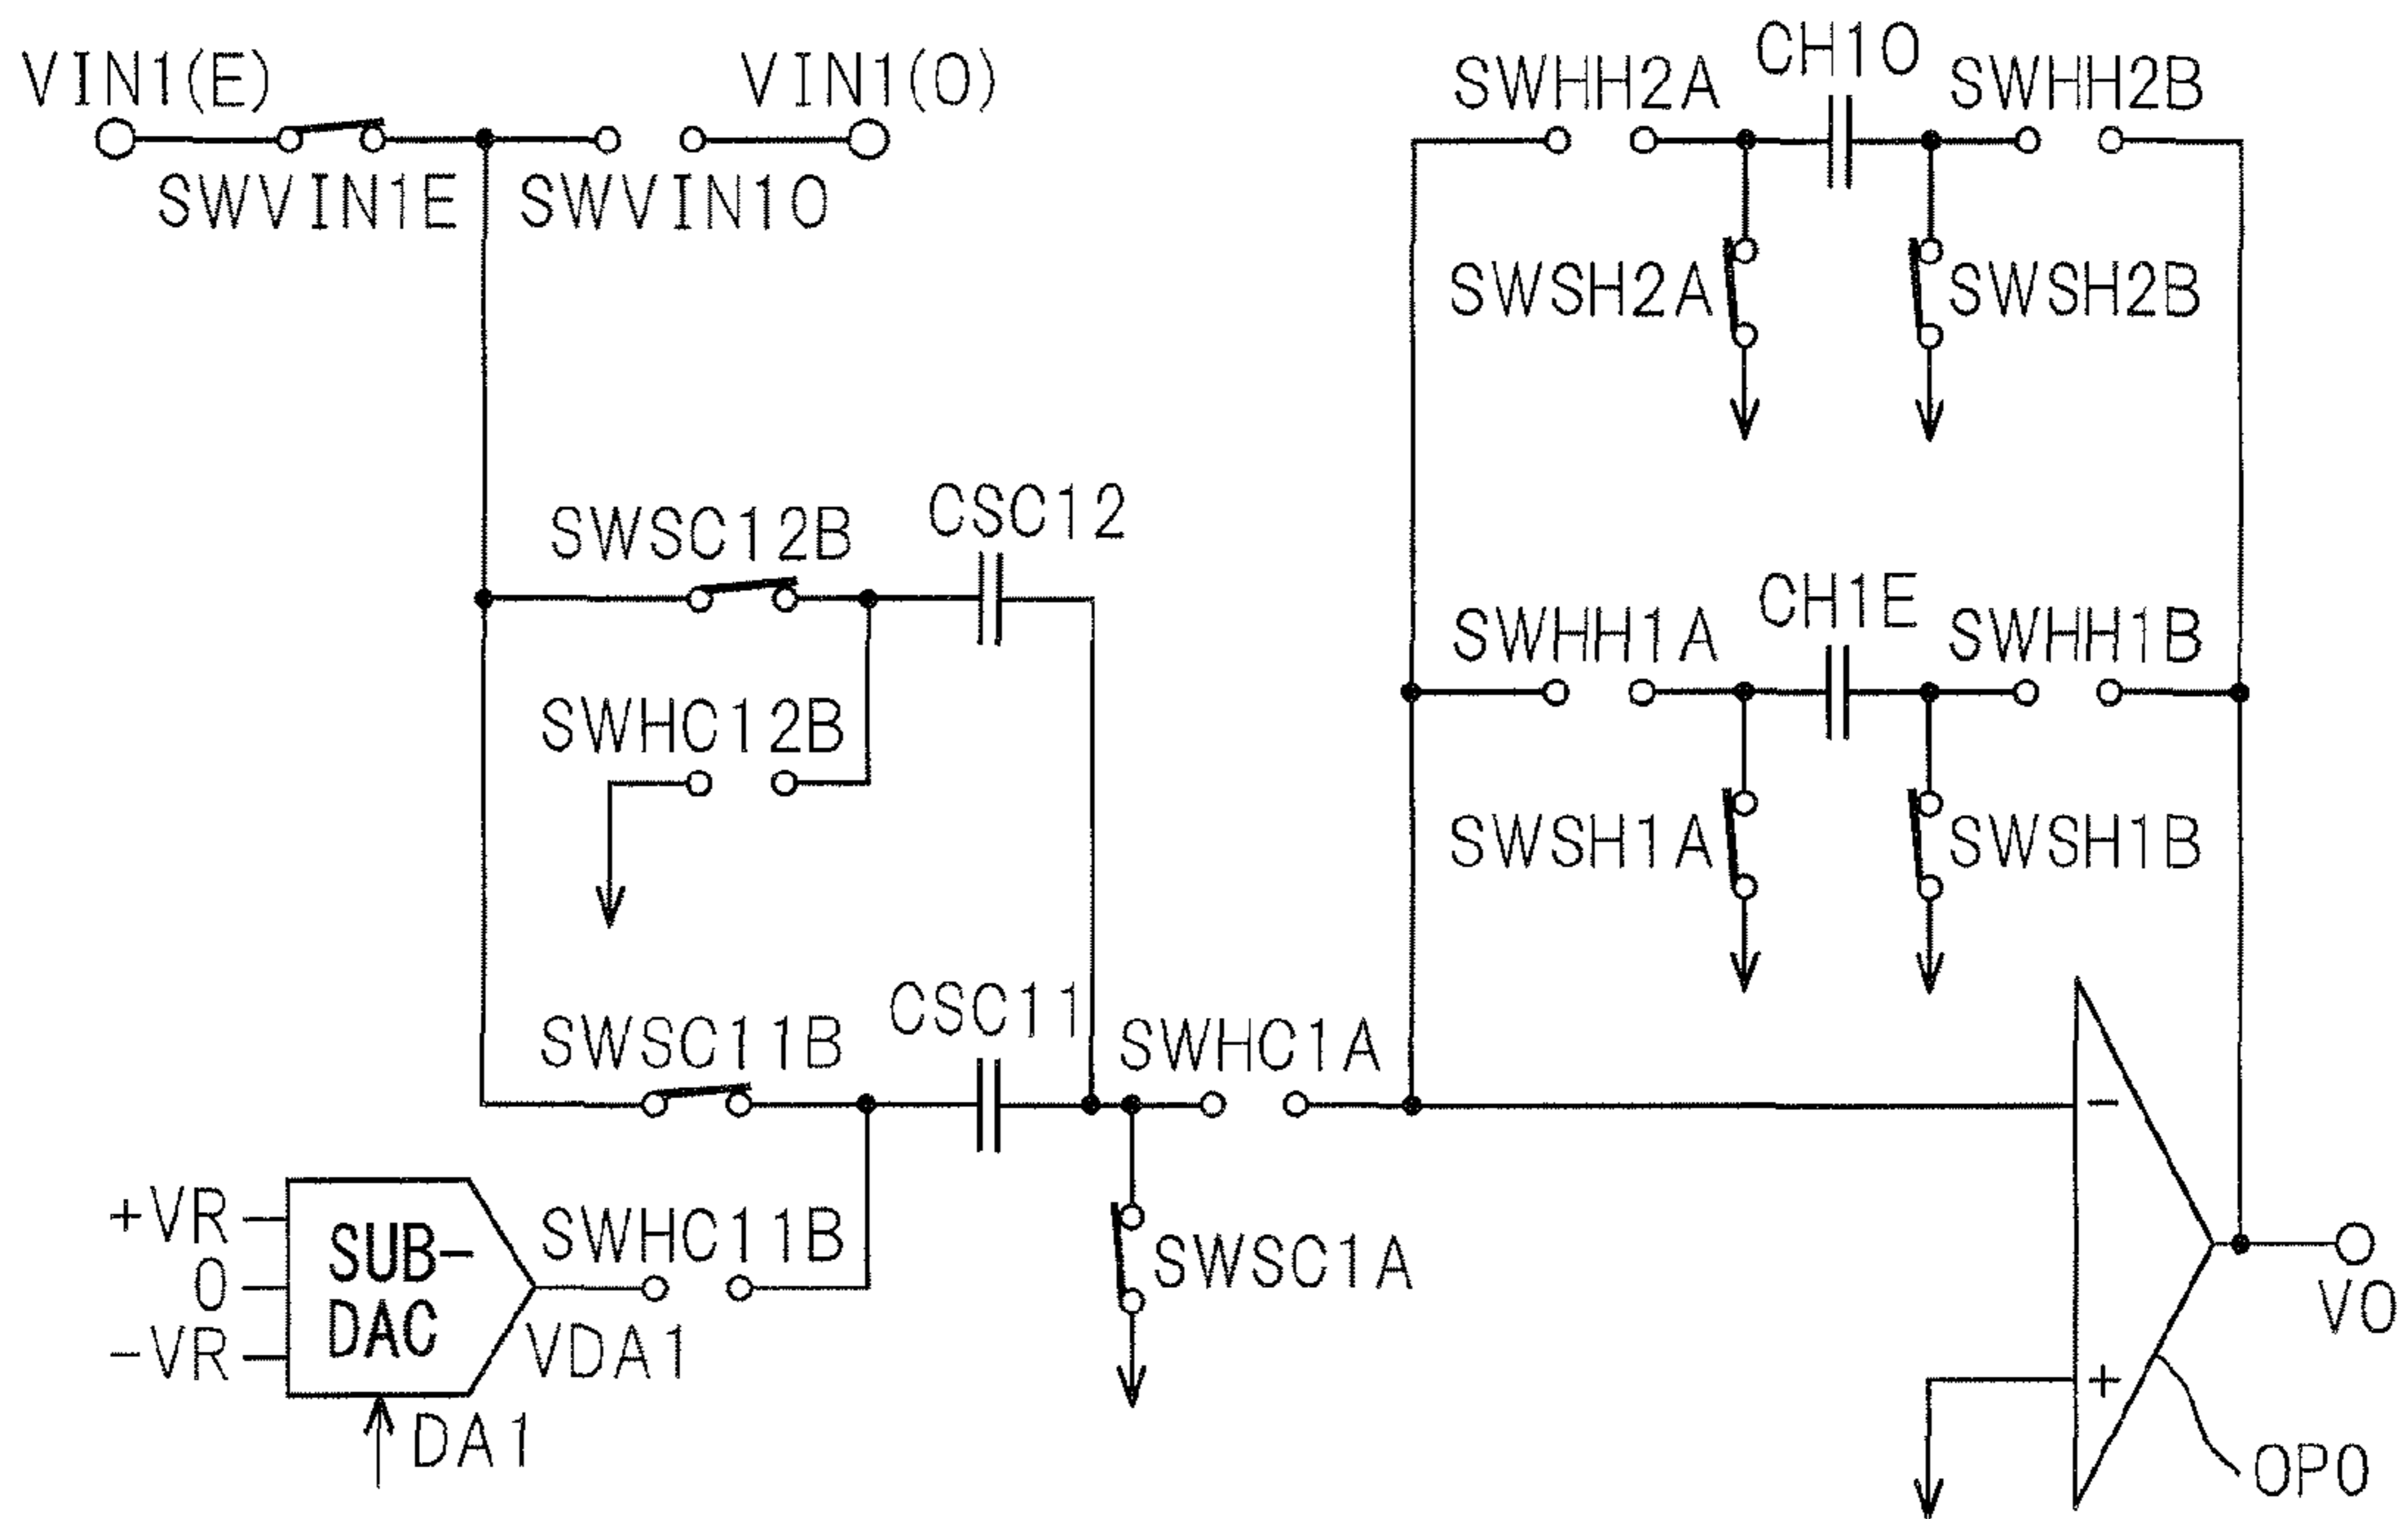 VIN1(E)
VIN1(O)
SWHH2A
CH1O
SWHH2B
SWVIN1E
SWVIN1O
SWSH2A
SWSH2B
SWSC12B
CSC12
SWHH1A
CH1E
SWHH1B
SWHC12B
SWSH1A
SWSH1B
SWSC11B
CSC11
SWHC1A
-
+VR
0
-VR
SUB-
DAC
SWHC11B
VDA1
SWSC1A
VO
+
DA1
OPO